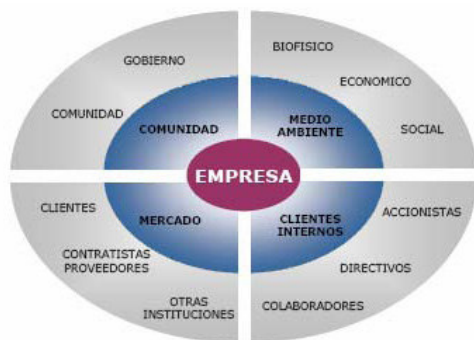 GOBIERNO
COMUNIDAD
COMUNIDAD
BIOFISICO
ECONOMICO
SOCIAL
MEDIO
AMBIENTE
EMPRESA
CLIENTES
CONTRATISTAS
PROVEEDORES
OTRAS
INSTITUCIONES
MERCADO
CLIENTES
INTERNOS
ACCIONISTAS
DIRECTIVOS
COLABORADORES